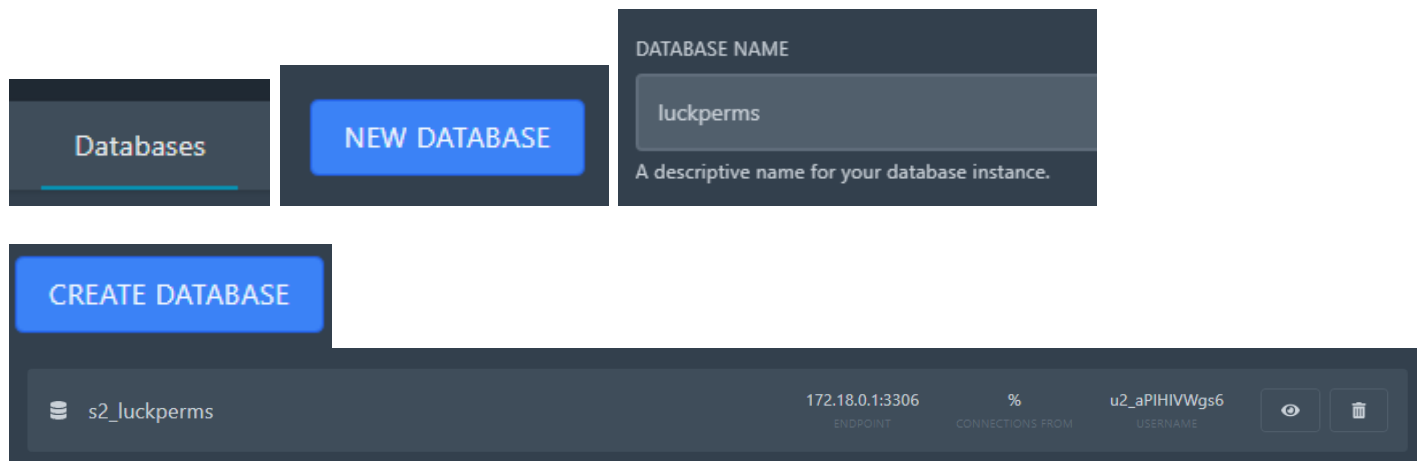 Databases
NEW DATABASE
DATABASE NAME
luckperms
A descriptive name for your database instance.
CREATE DATABASE
s2_luckperms
172.18.0.1:3306
ENDPOINT
%
CONNECTIONS FROM
u2_aPIHIVWgs6
USERNAME